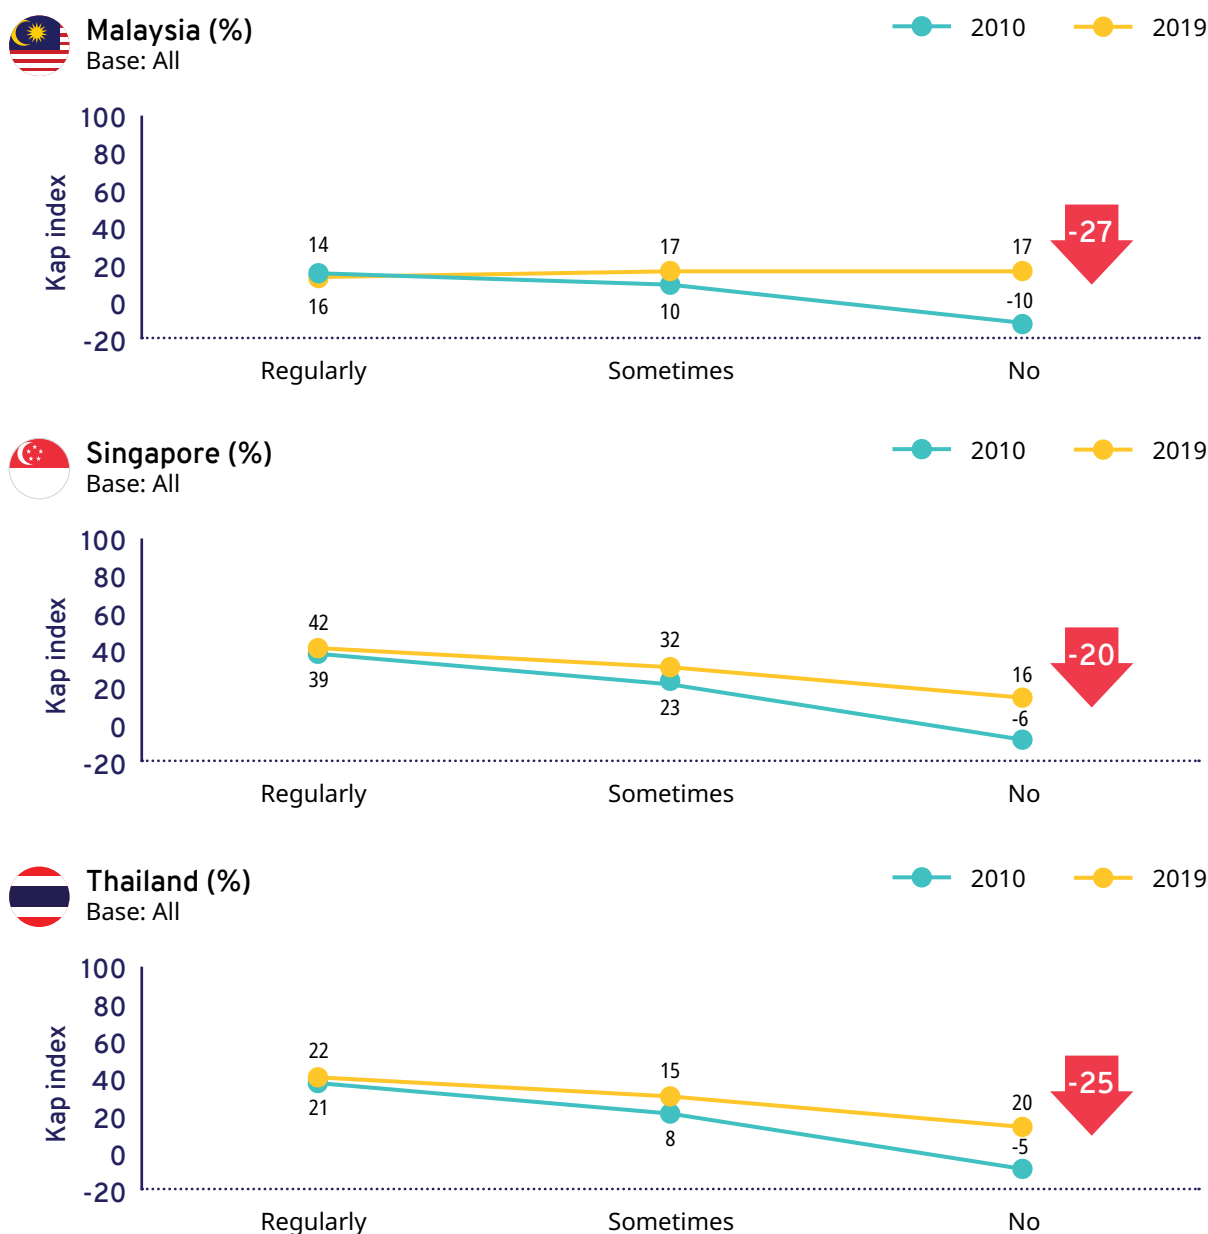 Malaysia (%)
Base: All
2010
2019
Kap index
100
80
60
40
20
0
-20
14
16
17
10
17
-10
-27
Regularly
Sometimes
No
Singapore (%)
Base: All
2010
2019
Kap index
100
80
60
40
20
0
-20
42
39
32
23
16
-6
-20
Regularly
Sometimes
No
Thailand (%)
Base: All
2010
2019
Kap index
100
80
60
40
20
0
-20
22
21
15
8
20
-5
-25
Regularly
Sometimes
No